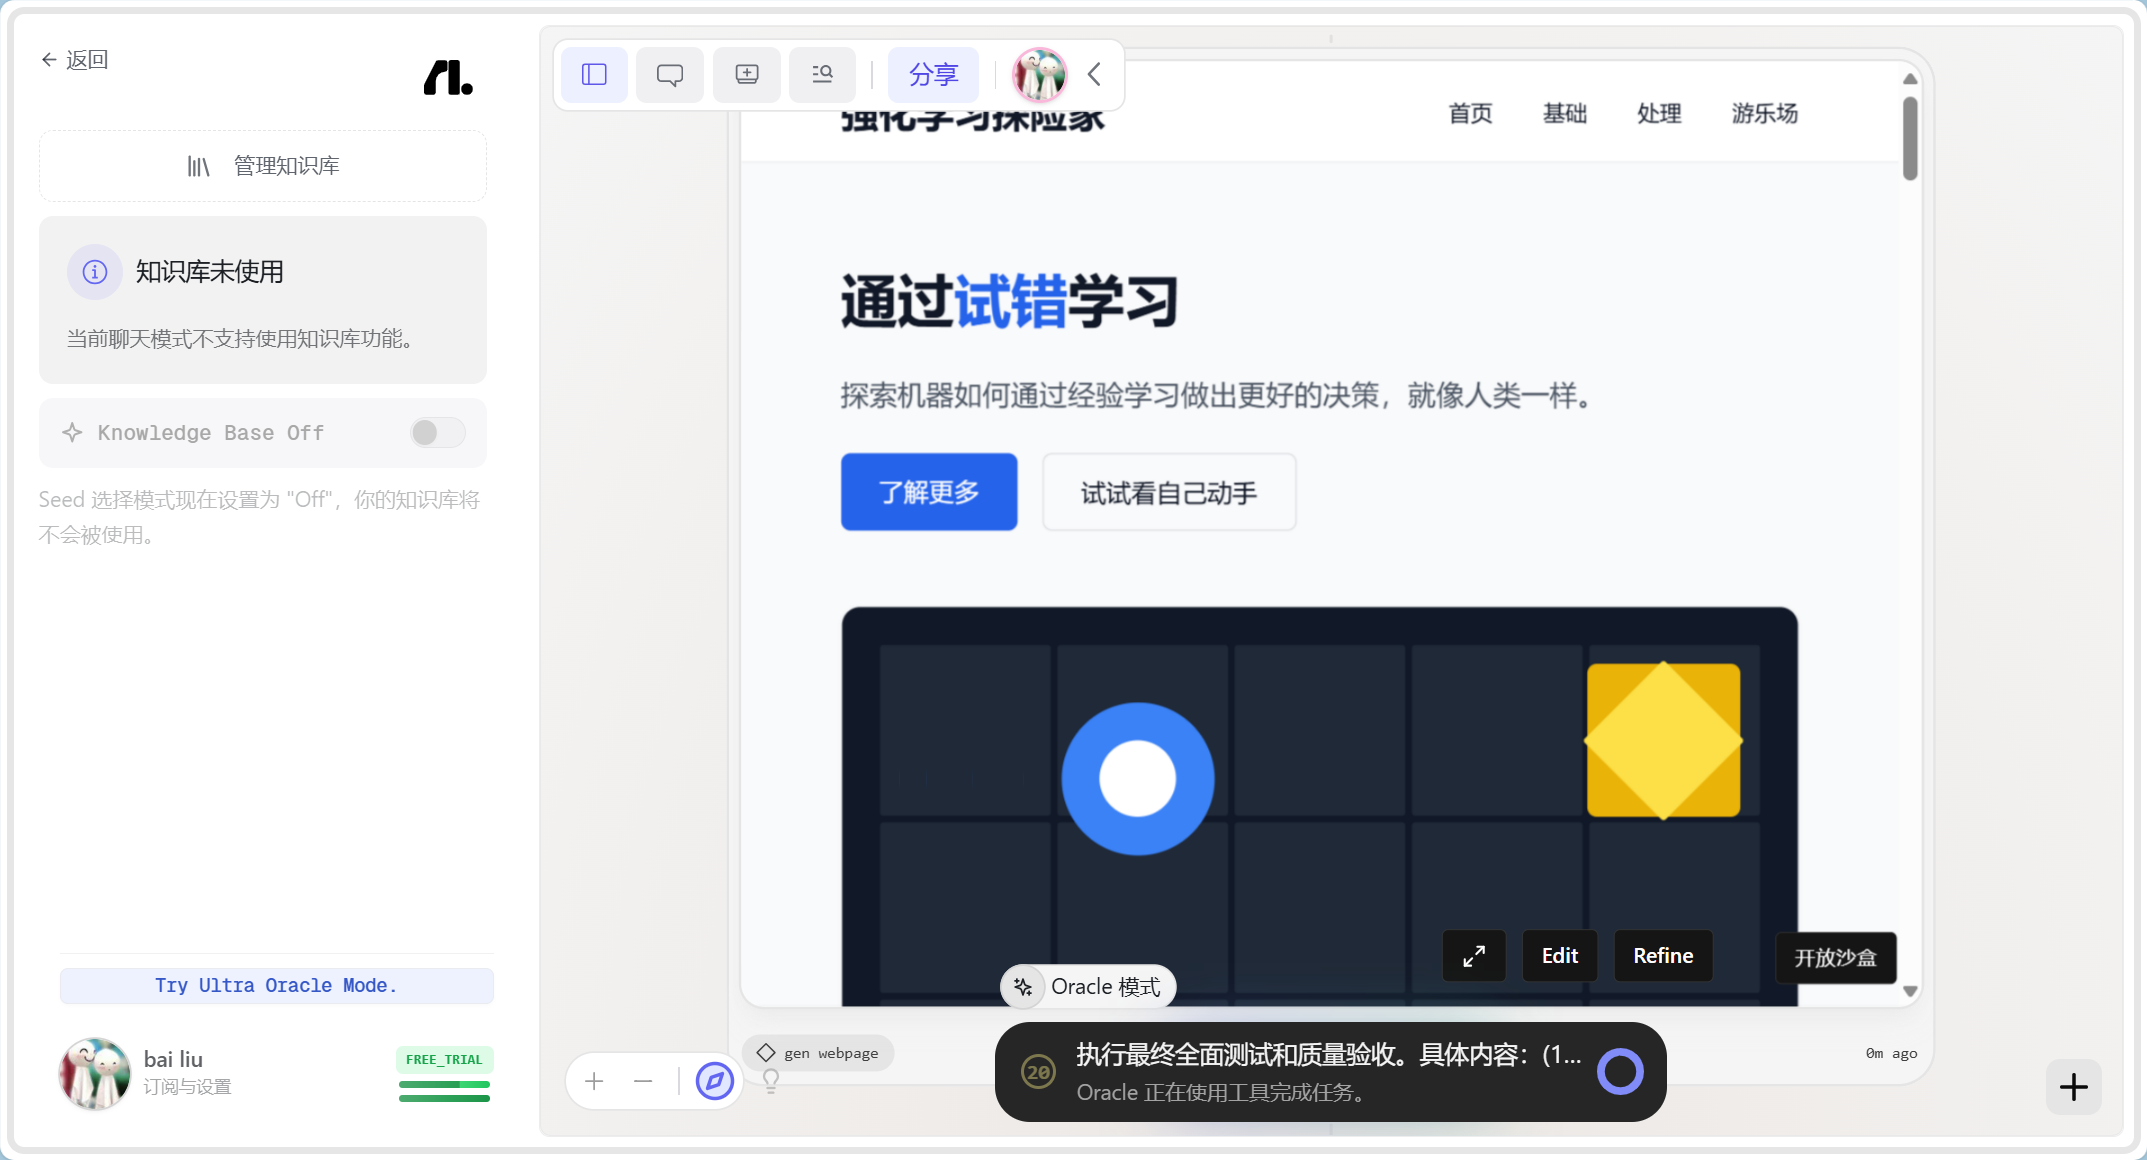 返回
管理知识库
知识库未使用
当前聊天模式不支持使用知识库功能。
Knowledge Base Off
Seed 选择模式现在设置为 "Off"，你的知识库将
不会被使用。
Try Ultra Oracle Mode.
bai liu
订阅与设置
FREE_TRIAL
分享
强化学习探险家
首页
基础
处理
游乐场
通过试错学习
探索机器如何通过经验学习做出更好的决策，就像人类一样。
了解更多
试试看自己动手
Edit
Refine
开放沙盒
Oracle 模式
gen webpage
20
执行最终全面测试和质量验收。具体内容：(1...
Oracle 正在使用工具完成任务。
0m ago